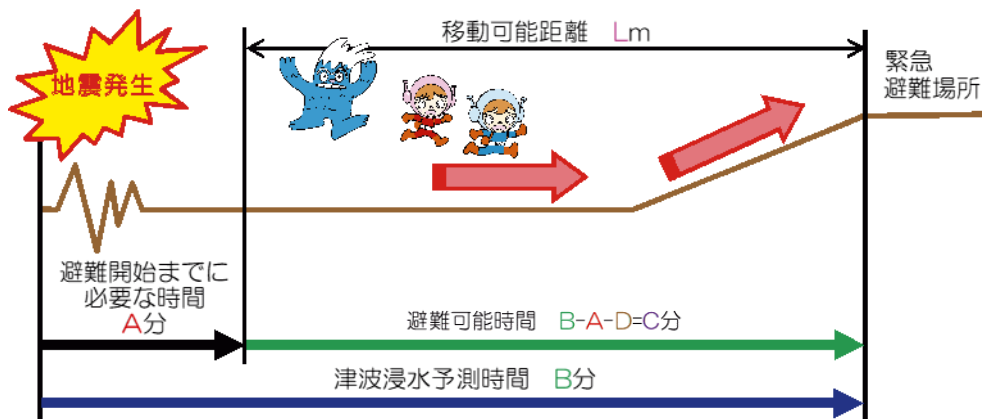 移動可能距離 Lm
地震発生
緊急
避難場所
避難開始までに
必要な時間
A分
避難可能時間 B-A-D=C分
津波浸水予測時間 B分